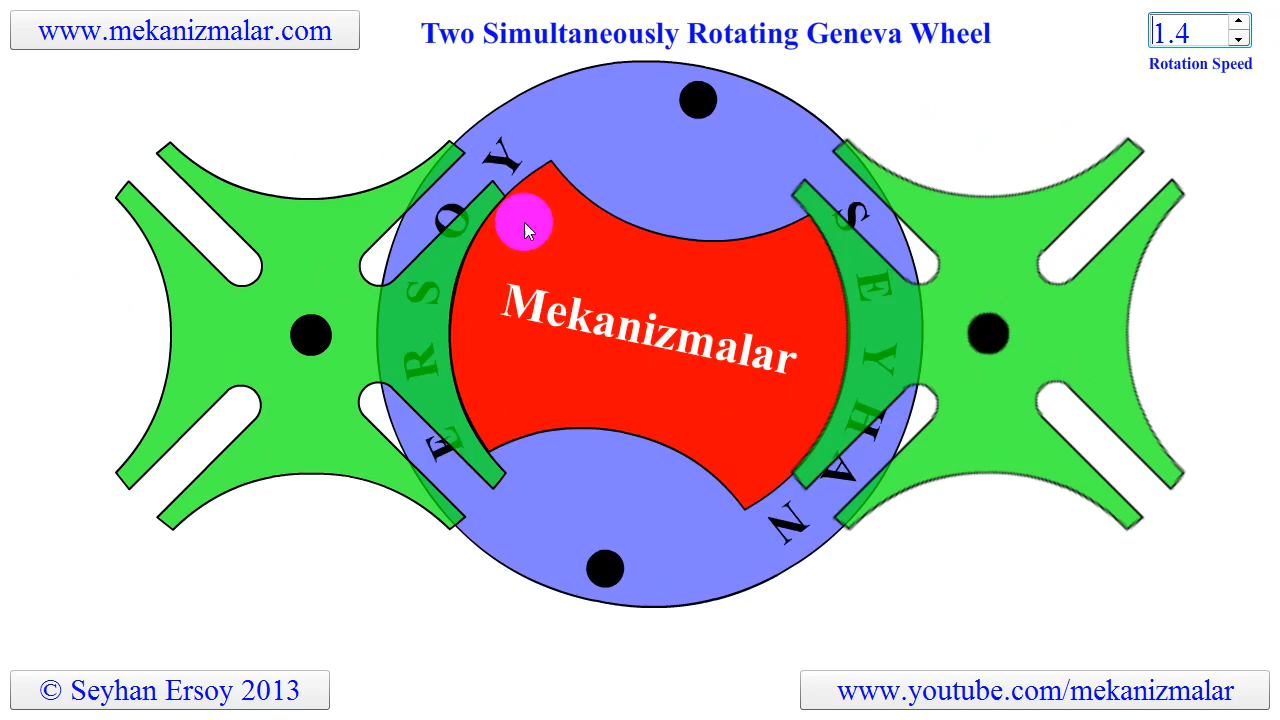 www.mekanizmalar.com
Two Simultaneously Rotating Geneva Wheel
1.4
Rotation Speed
ERSOY
SEYHAN
Mekanizmalar
© Seyhan Ersoy 2013
www.youtube.com/mekanizmalar